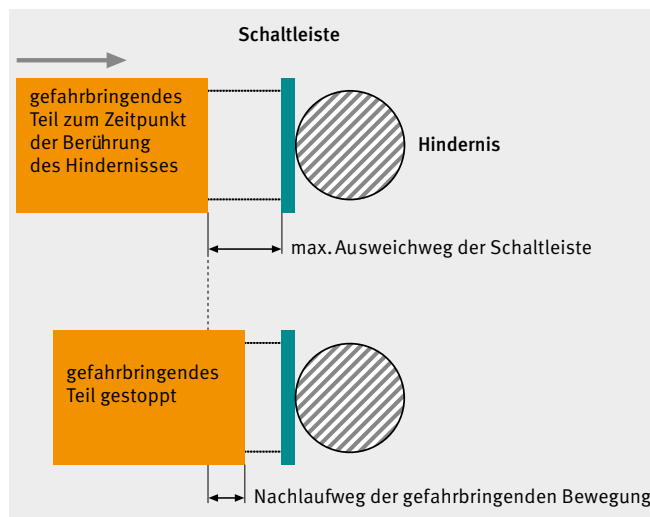 Schaltleiste
gefahrbringendes
Teil zum Zeitpunkt
der Berührung
des Hindernisses
Hindernis
max. Ausweichweg der Schaltleiste
gefahrbringendes
Teil gestoppt
Nachlaufweg der gefahrbringenden Bewegung